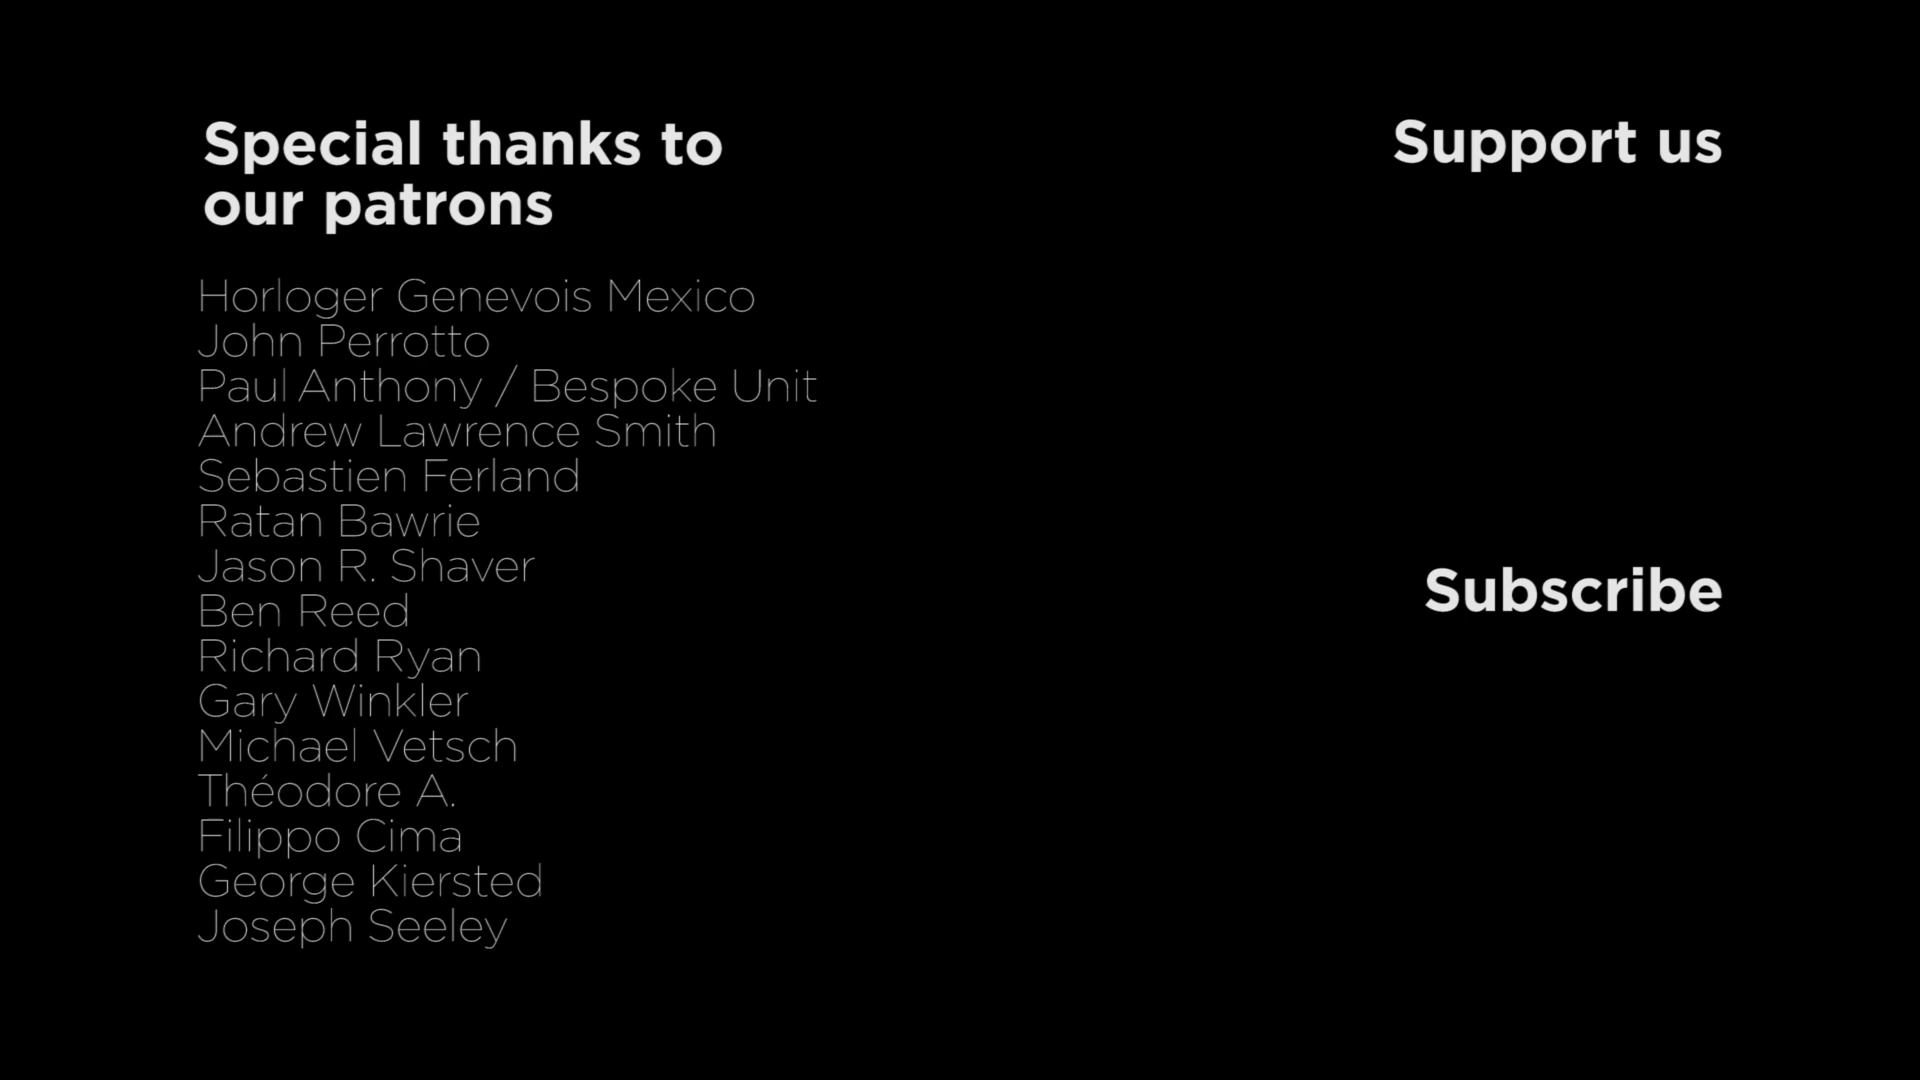 Special thanks to
our patrons
Horloger Genevois Mexico
John Perrotto
Paul Anthony / Bespoke Unit
Andrew Lawrence Smith
Sebastien Ferland
Ratan Bawrie
Jason R. Shaver
Ben Reed
Richard Ryan
Gary Winkler
Michael Vetsch
Théodore A.
Filippo Cima
George Kiersted
Joseph Seeley
Support us
Subscribe